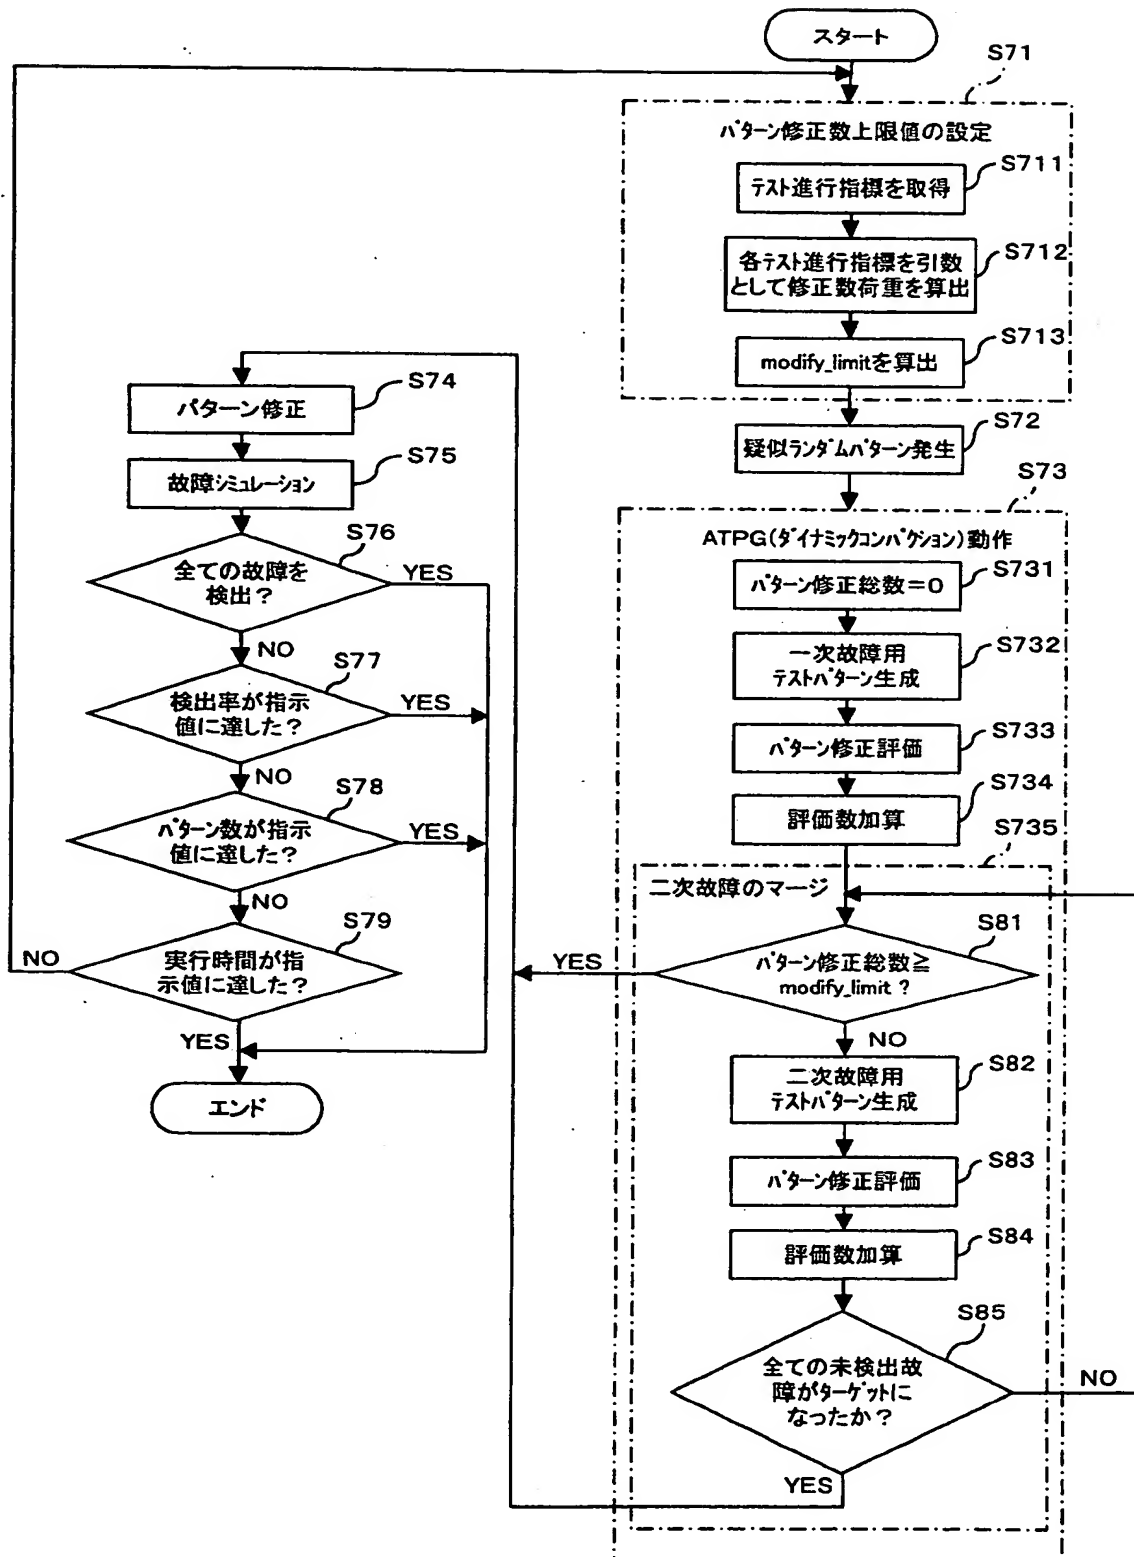 スタート
S71
パターン修正数上限値の設定
S711
テスト進行指標を取得
S712
各テスト進行指標を引数
として修正数荷重を算出
S713
modify_limitを算出
S72
疑似ランダムパターン発生
S73
ATPG(ダイナミックコンパクション)動作
S731
パターン修正総数=0
S732
一次故障用
テストパターン生成
S733
パターン修正評価
S734
評価数加算
S735
二次故障のマージ
S81
パターン修正総数≧
modify_limit ?
YES
NO
S82
二次故障用
テストパターン生成
S83
パターン修正評価
S84
評価数加算
S85
全ての未検出故
障がターゲットに
なったか?
NO
YES
S74
パターン修正
S75
故障シミュレーション
S76
全ての故障を
検出?
YES
NO
S77
検出率が指示
値に達した?
YES
NO
S78
パターン数が指示
値に達した?
YES
NO
S79
実行時間が指
示値に達した?
NO
YES
エンド